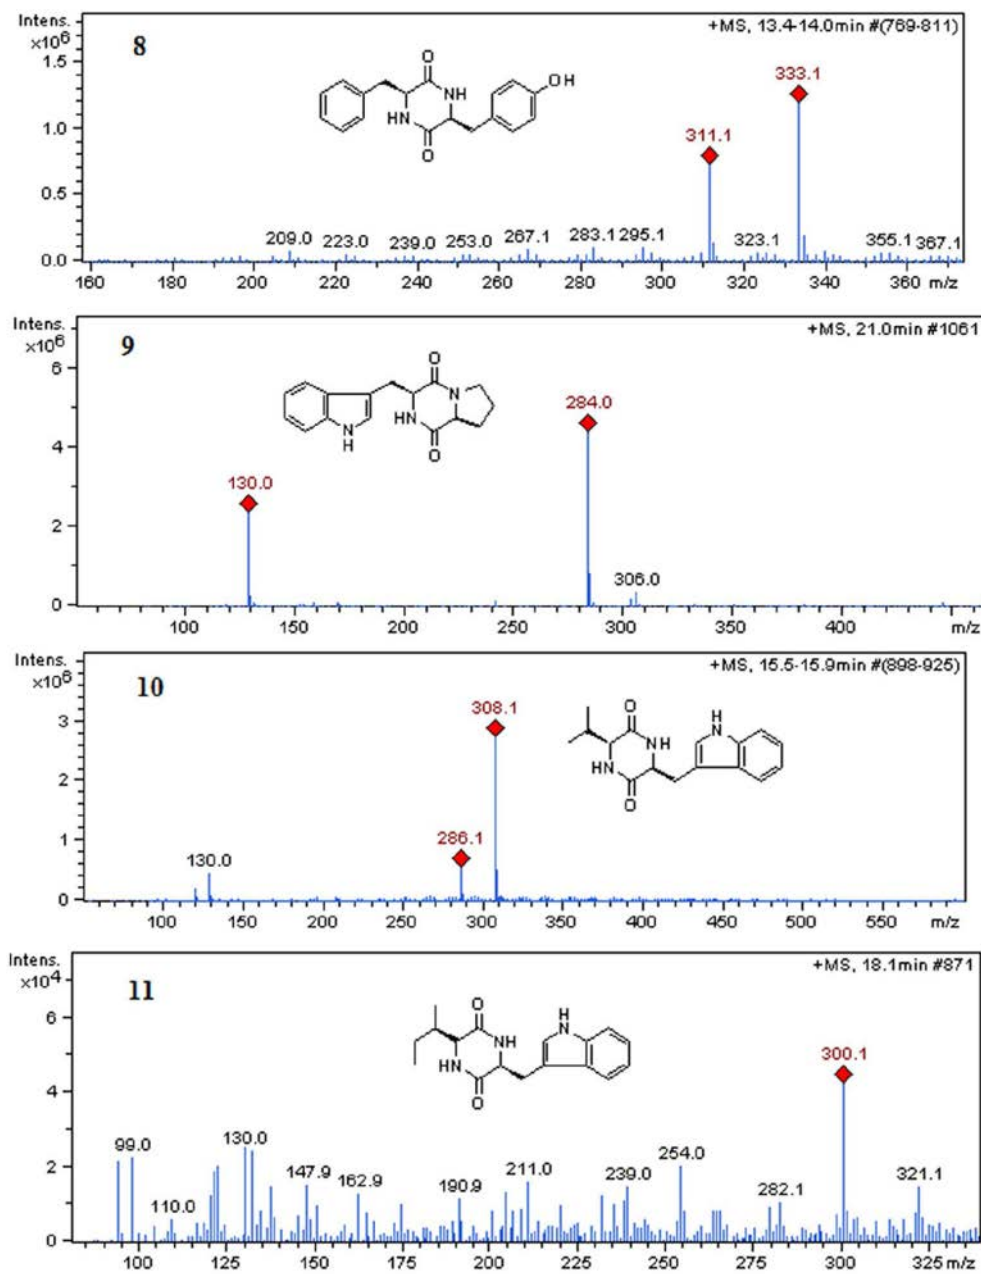 Intens.
×10⁶
8
+MS, 13.4-14.0min #(769-811)
1.5
1.0
0.5
0.0
O
NH
HN
O
OH
209.0 223.0 239.0 253.0 267.1 283.1 295.1 311.1 323.1 333.1 355.1 367.1
160 180 200 220 240 260 280 300 320 340 360 m/z
Intens.
×10⁶
9
+MS, 21.0min #1061
6
4
2
0
O
N
HN
O
N
H
130.0 284.0 306.0
100 150 200 250 300 350 400 m/z
Intens.
×10⁶
10
+MS, 15.5-15.9min #(898-925)
3
2
1
0
O
NH
HN
O
H
N
130.0 286.1 308.1
100 150 200 250 300 350 400 450 500 550 m/z
Intens.
×10⁴
11
+MS, 18.1min #871
6
4
2
0
O
NH
HN
O
H
N
99.0 110.0 130.0 147.9 162.9 190.9 211.0 239.0 254.0 282.1 300.1 321.1
100 125 150 175 200 225 250 275 300 325 m/z